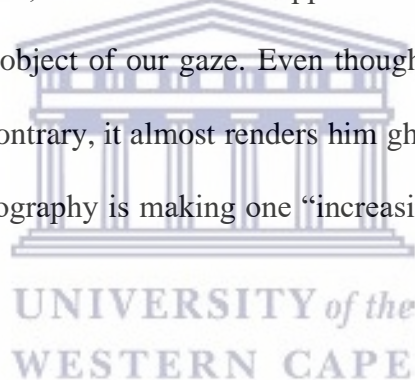 object of our gaze. Even though
ontrary, it almost renders him
ography is making one “increasi
UNIVERSITY of the
WESTERN CAPE